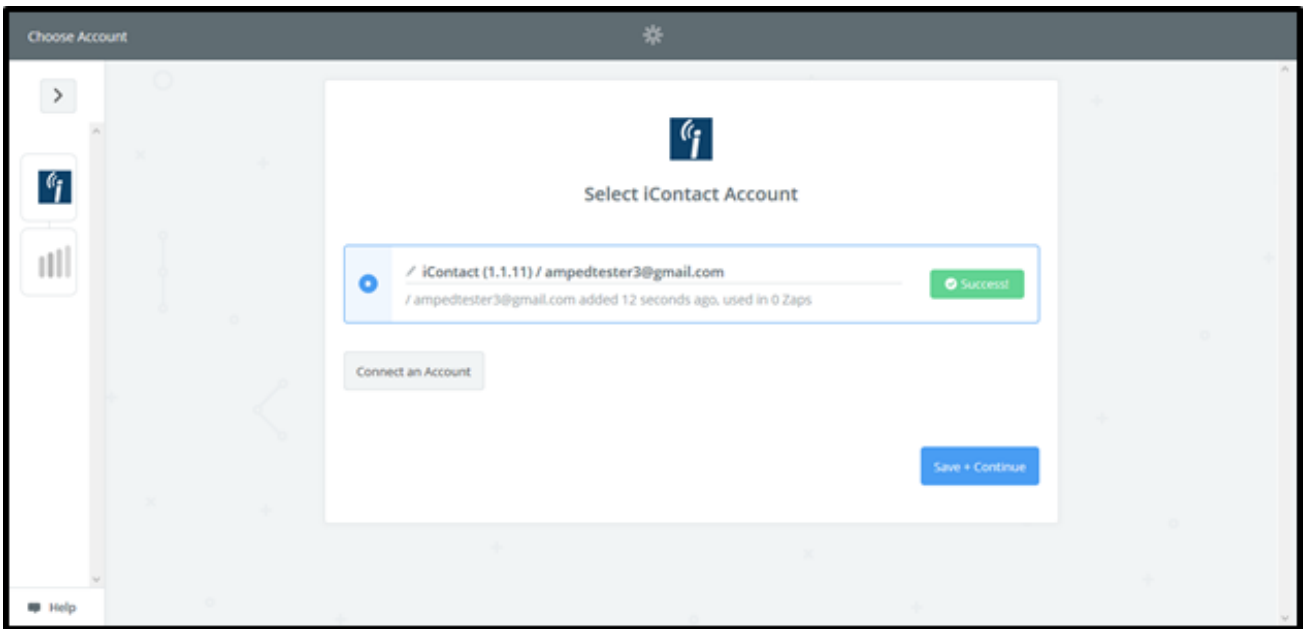 Choose Account
Select iContact Account
iContact (1.1.11) / ampedtester3@gmail.com
/ ampedtester3@gmail.com added 12 seconds ago, used in 0 Zaps
Success!
Connect an Account
Save + Continue
Help